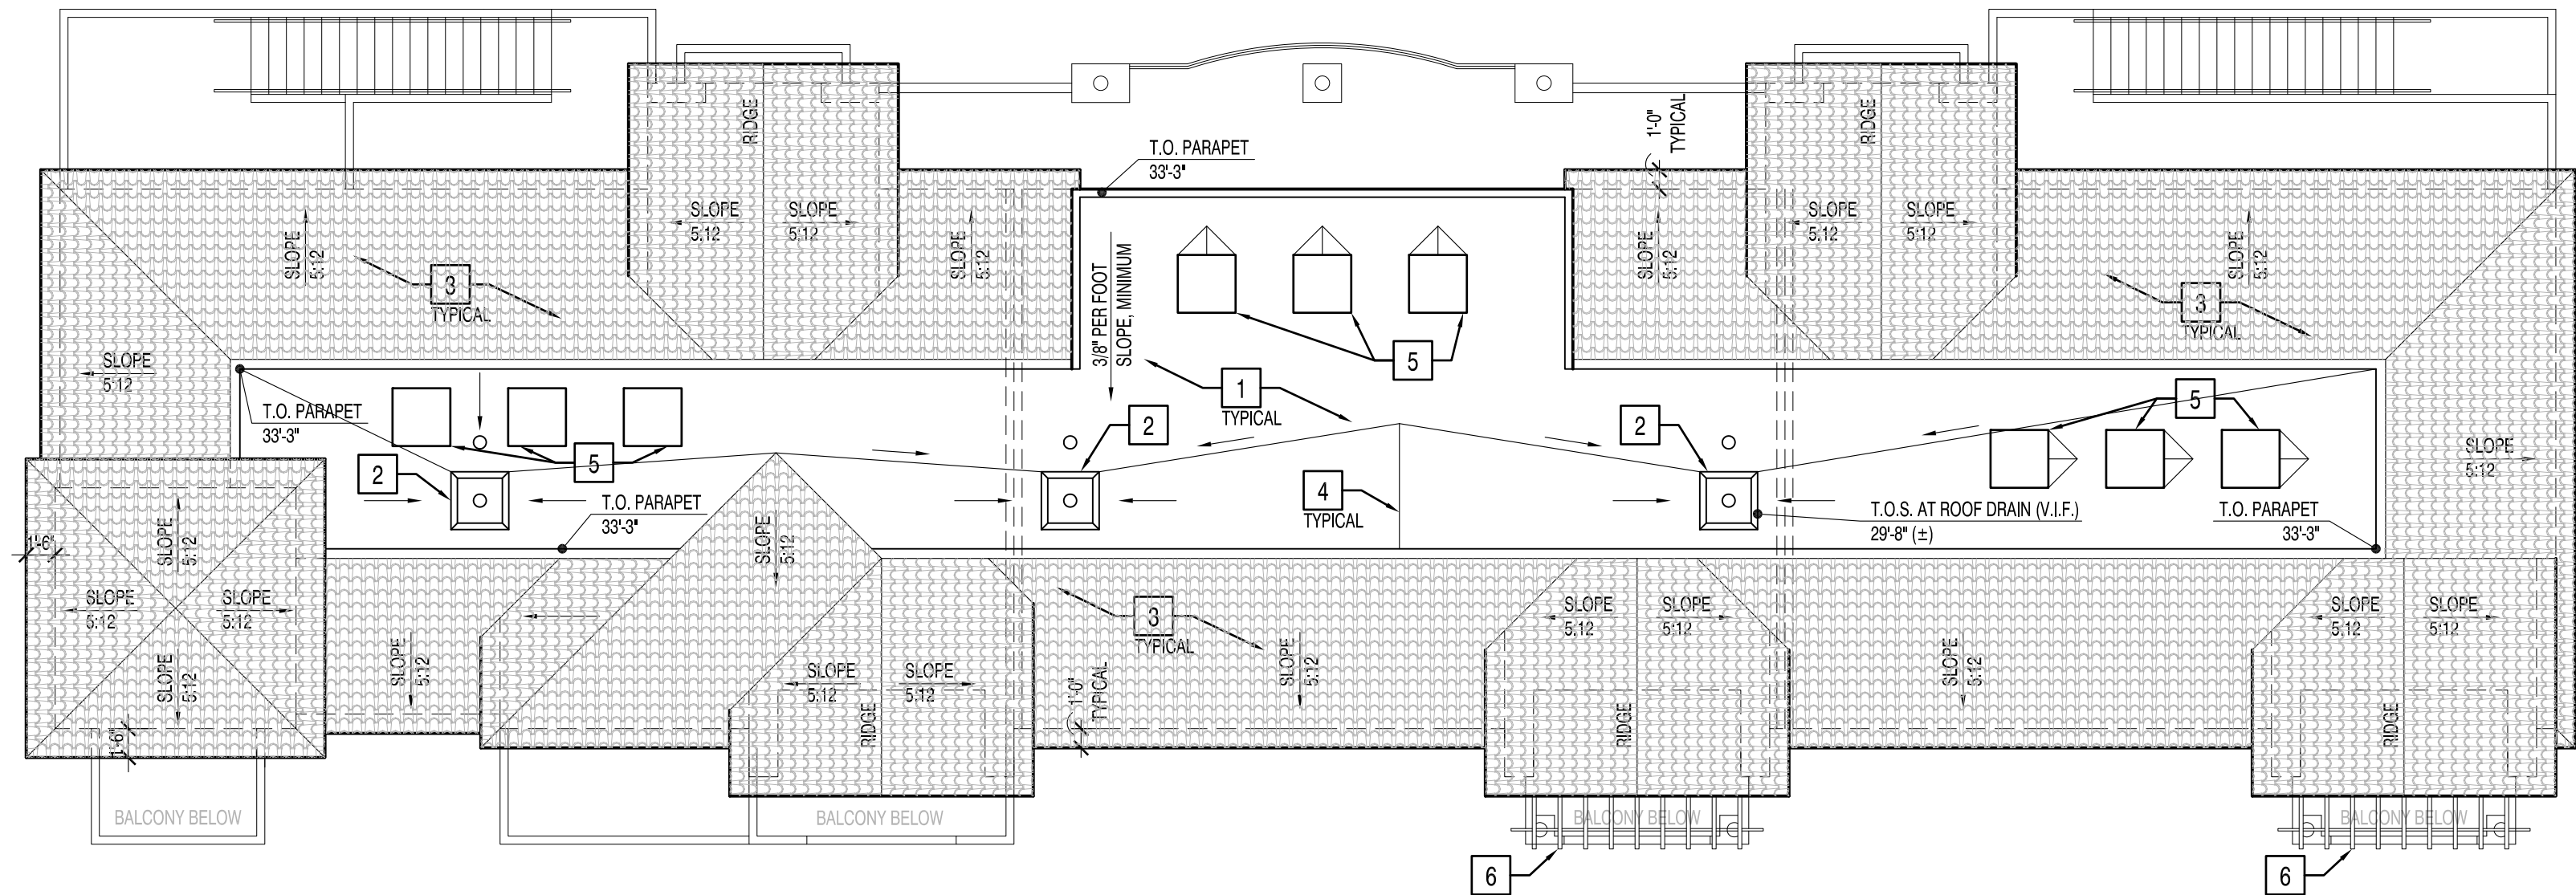 RIDGE
RIDGE
1'-0"
TYPICAL
T.O. PARAPET
33'-3"
SLOPE
5:12
SLOPE
5:12
SLOPE
5:12
SLOPE
5:12
SLOPE
5:12
SLOPE
5:12
SLOPE
5:12
SLOPE
5:12
3
TYPICAL
3/8" PER FOOT
SLOPE, MINIMUM
3
TYPICAL
SLOPE
5:12
5
1
TYPICAL
5
T.O. PARAPET
33'-3"
2
2
SLOPE
5:12
5
2
T.O. PARAPET
33'-3"
4
TYPICAL
T.O.S. AT ROOF DRAIN (V.I.F.)
29'-8" (±)
T.O. PARAPET
33'-3"
1'-6"
SLOPE
5:12
SLOPE
5:12
SLOPE
5:12
SLOPE
5:12
SLOPE
5:12
3
TYPICAL
SLOPE
5:12
SLOPE
5:12
SLOPE
5:12
SLOPE
5:12
SLOPE
5:12
SLOPE
5:12
SLOPE
5:12
SLOPE
5:12
SLOPE
5:12
SLOPE
5:12
1'-6"
RIDGE
1'-0"
TYPICAL
RIDGE
RIDGE
BALCONY BELOW
BALCONY BELOW
BALCONY BELOW
BALCONY BELOW
6
6